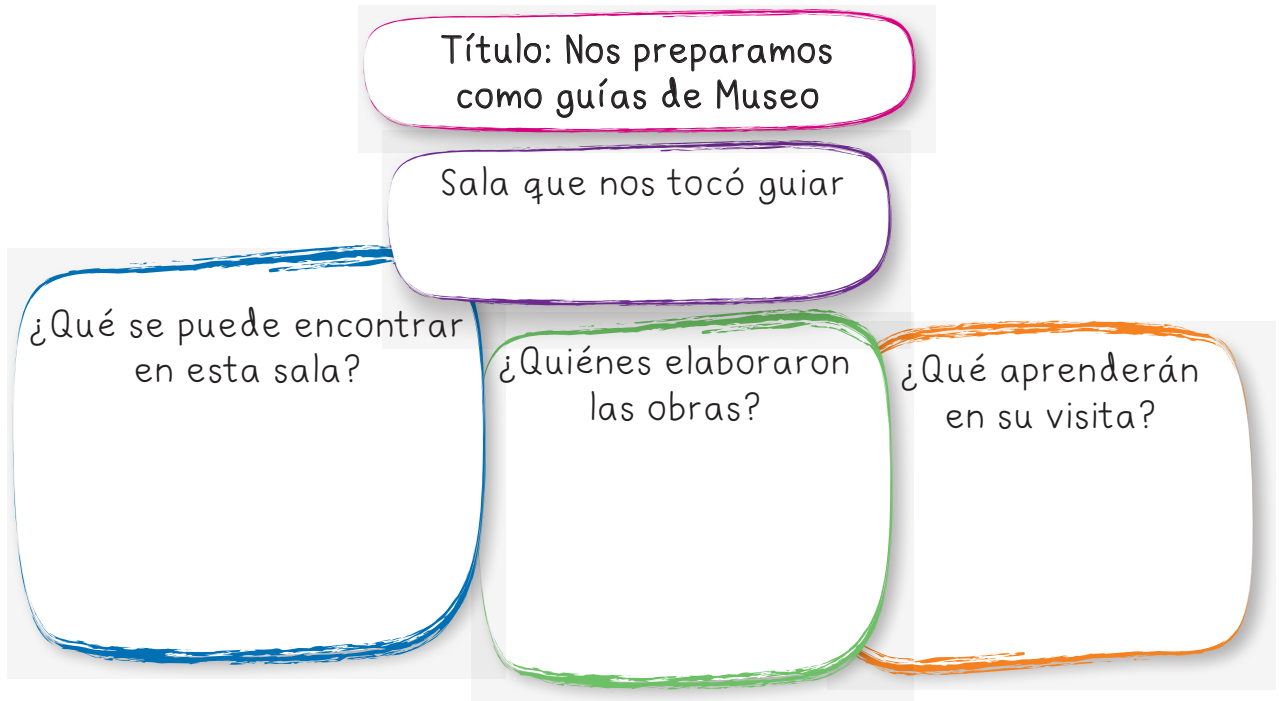 Título: Nos preparamos
como guías de Museo
Sala que nos tocó guiar
¿Qué se puede encontrar
en esta sala?
¿Quiénes elaboraron
las obras?
¿Qué aprenderán
en su visita?